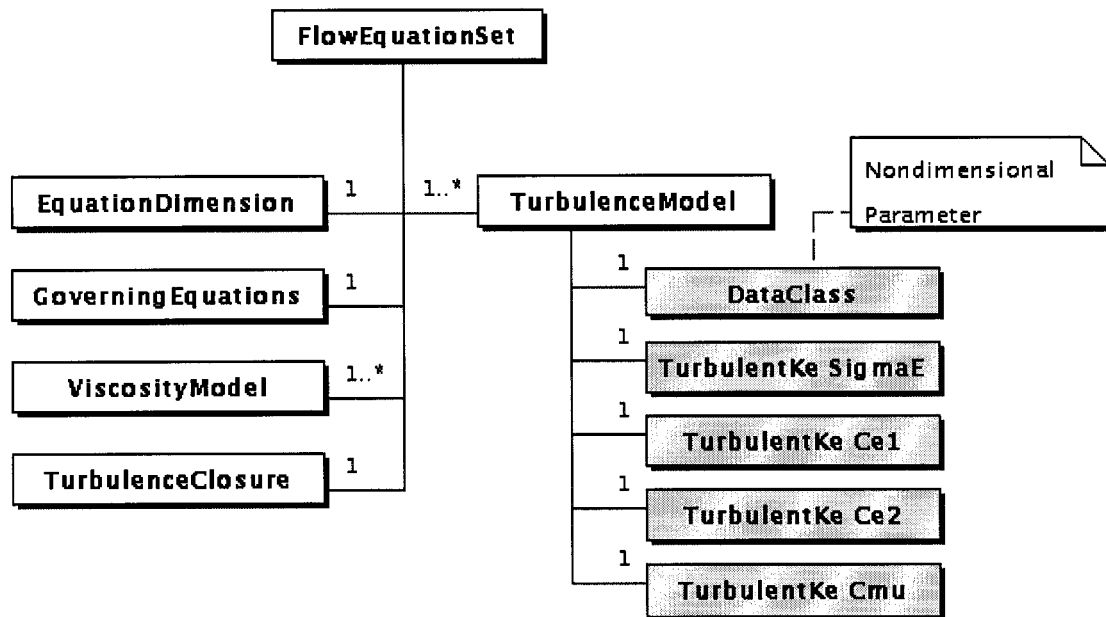 FlowEquationSet
Nondimensional
Parameter
EquationDimension
1
1..*
TurbulenceModel
GoverningEquations
1
ViscosityModel
1..*
TurbulenceClosure
1
1
DataClass
1
TurbulentKe SigmaE
1
TurbulentKe Ce1
1
TurbulentKe Ce2
1
TurbulentKe Cmu